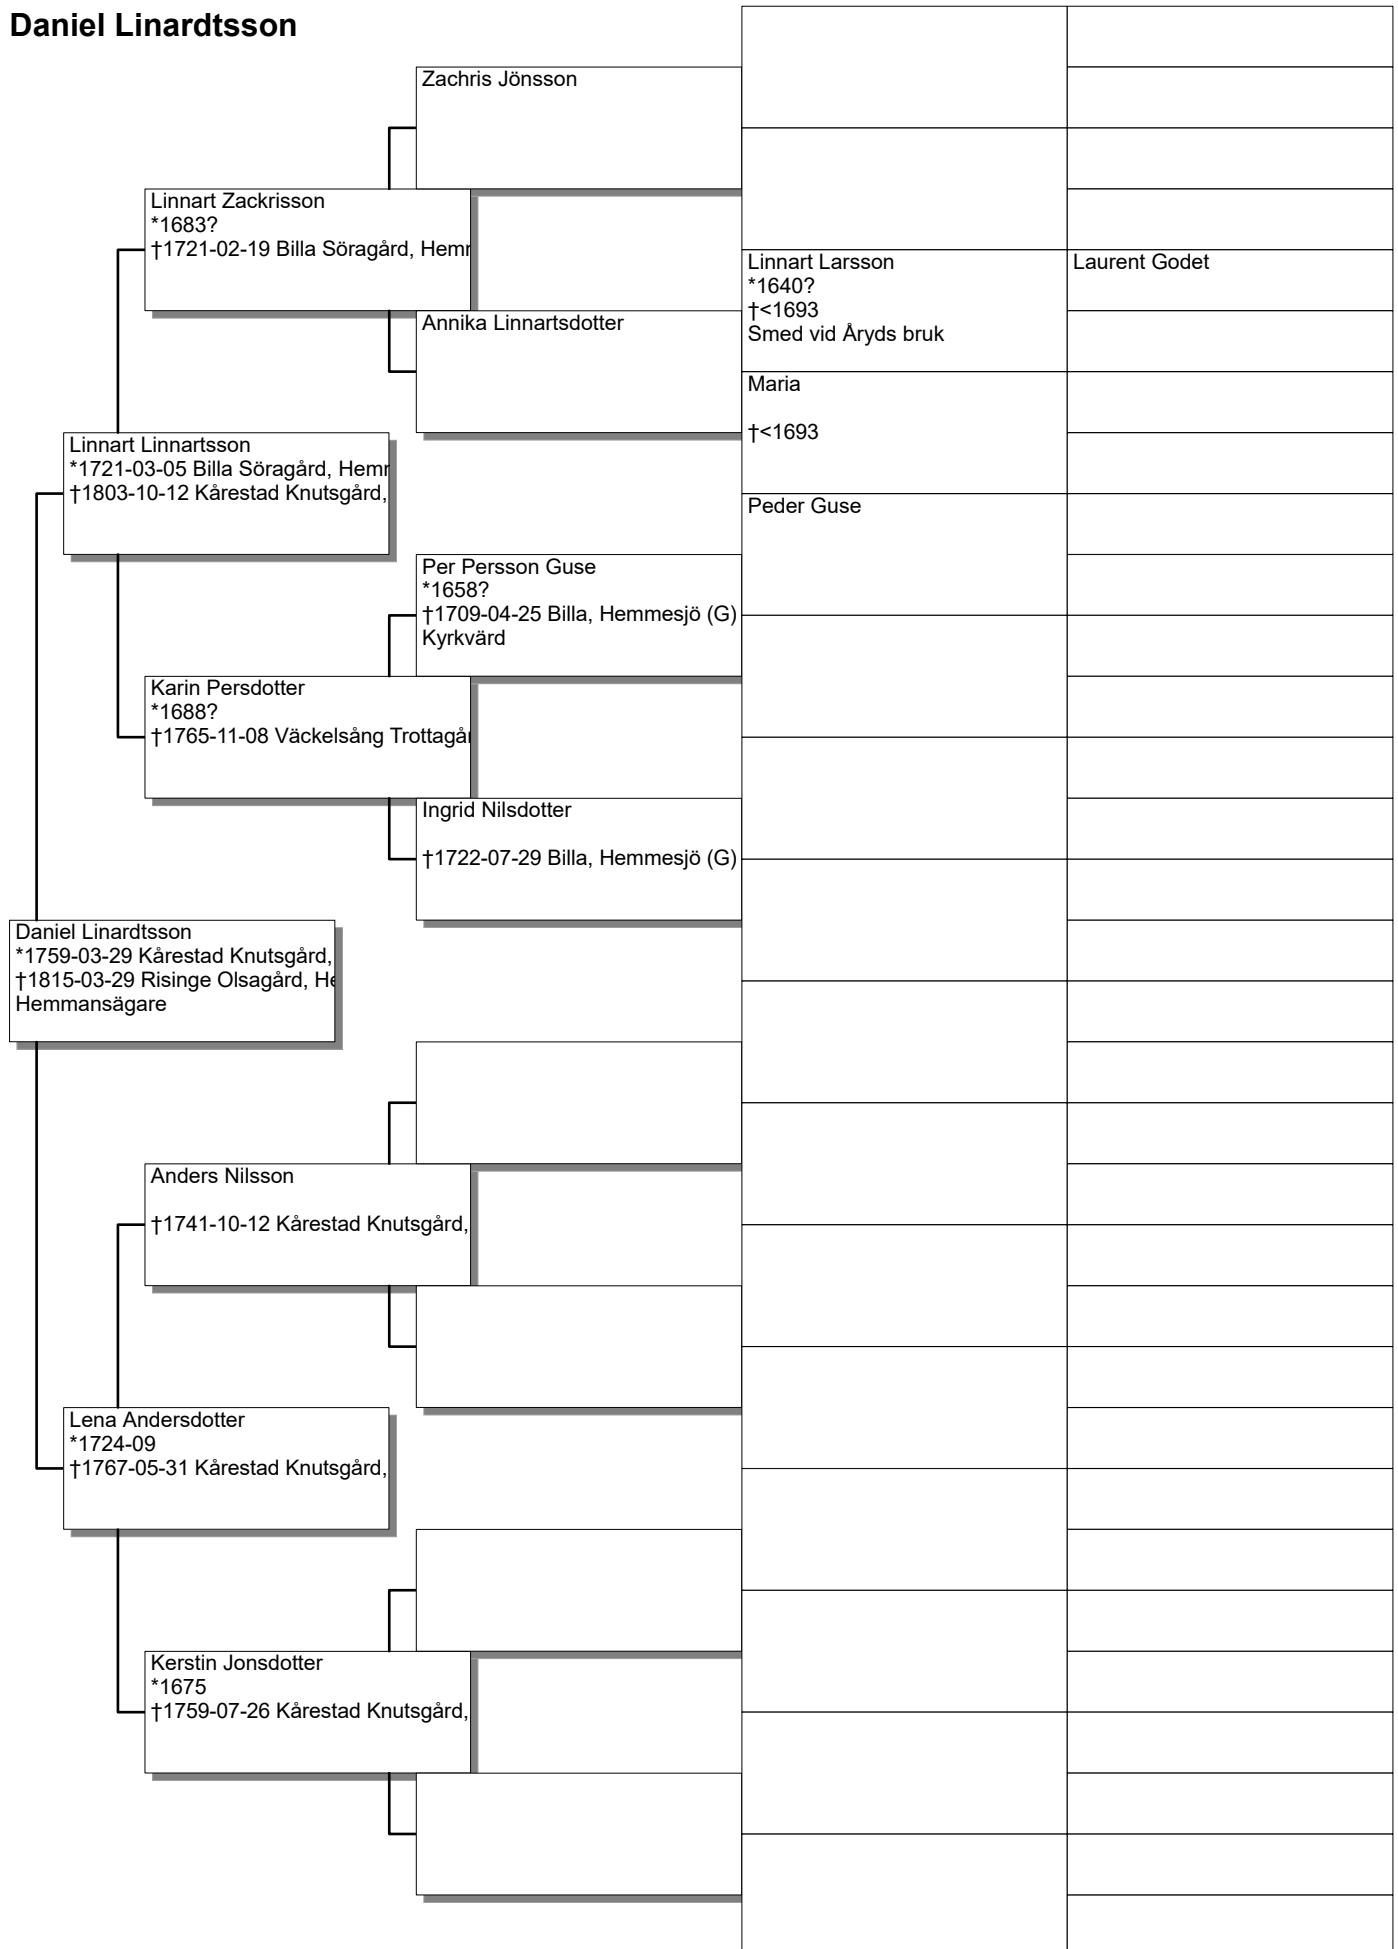 Daniel Linardtsson
Zachris Jönsson
Linnart Zackrisson
*1683?
†1721-02-19 Billa Söragård, Hem
Linnart Larsson
*1640?
†<1693
Smed vid Åryds bruk
Laurent Godet
Annika Linnartsdotter
Maria
†<1693
Linnart Linnartsson
*1721-03-05 Billa Söragård, Hem
†1803-10-12 Kårestad Knutsgård,
Peder Guse
Per Persson Guse
*1658?
†1709-04-25 Billa, Hemmesjö (G)
Kyrkvärd
Karin Persdotter
*1688?
†1765-11-08 Väckelsång Trottagår
Ingrid Nilsdotter
†1722-07-29 Billa, Hemmesjö (G)
Daniel Linardtsson
*1759-03-29 Kårestad Knutsgård,
†1815-03-29 Risinge Olsagård, He
Hemmansägare
Anders Nilsson
†1741-10-12 Kårestad Knutsgård,
Lena Andersdotter
*1724-09
†1767-05-31 Kårestad Knutsgård,
Kerstin Jonsdotter
*1675
†1759-07-26 Kårestad Knutsgård,